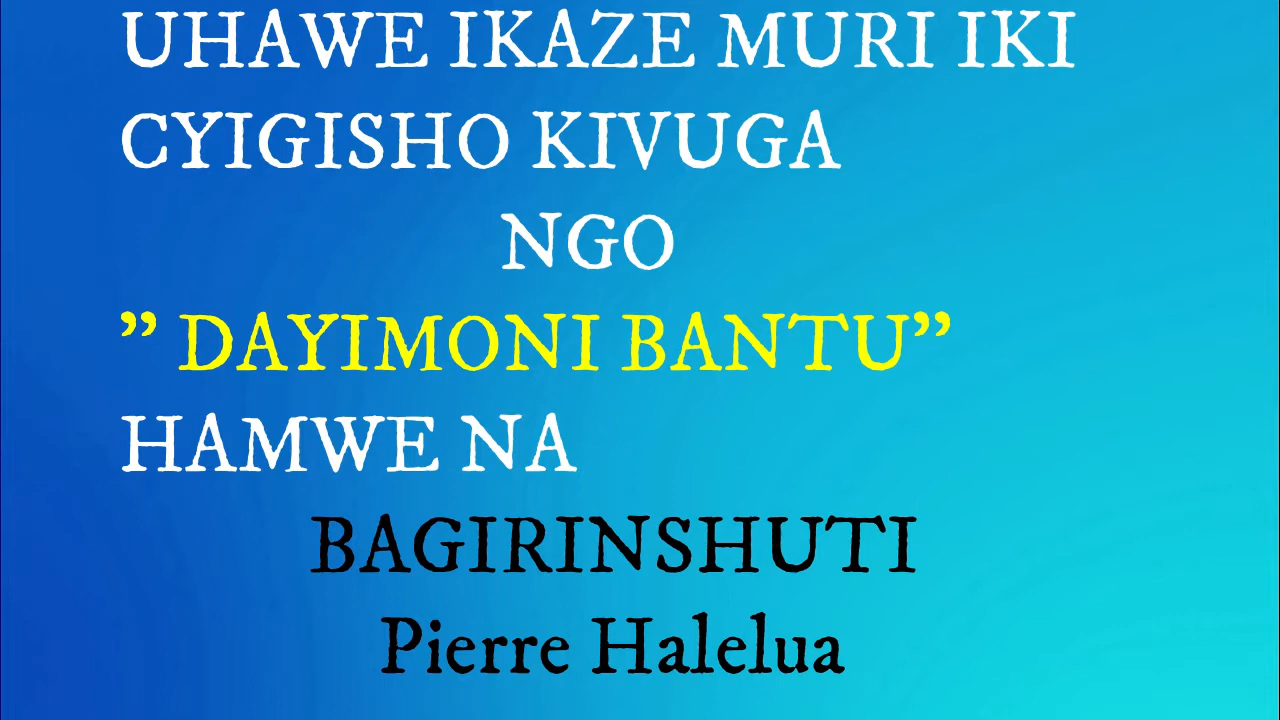 UHAWE IKAZE MURI IKI
CYIGISHO KIVUGA
NGO
” DAYIMONI BANTU”
HAMWE NA
BAGIRINSHUTI
Pierre Halelua